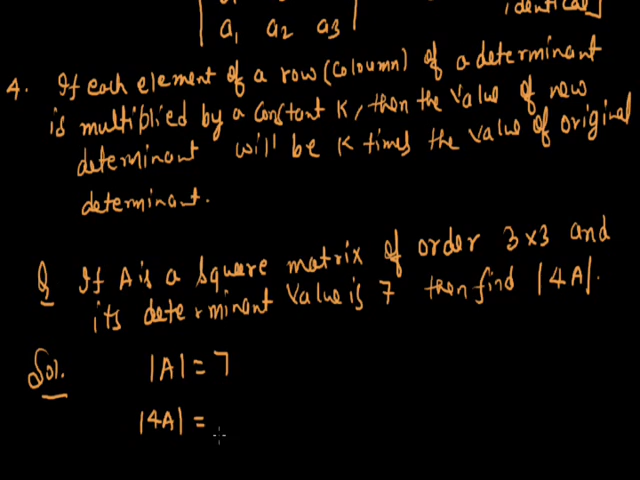 identical]
a₁ a₂ a₃
4. If each element of a row (Coloumn) of a determinant
is multiplied by a constant K, then the value of new
determinant will be K times the value of original
determinant.
Q If A is a square matrix of order 3×3 and
its determinant value is 7 then find |4A|.
Sol. |A| = 7
|4A| =